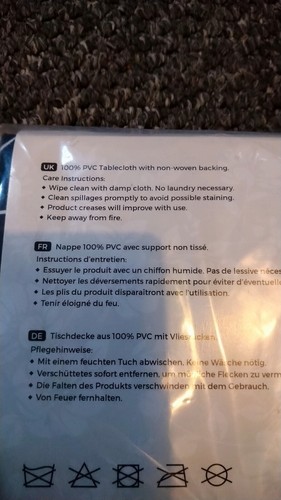 UK 100% PVC Tablecloth with non-woven backing.
Care Instructions:
• Wipe clean with damp cloth. No laundry necessary.
• Clean spillages promptly to avoid possible staining.
• Product creases will improve with use.
• Keep away from fire.
FR Nappe 100% PVC avec support non tissé.
Instructions d'entretien:
• Essuyer le produit avec un chiffon humide. Pas de lessive
• Nettoyer les déversements rapidement pour éviter
• Les plis du produit disparaîtront avec l'utilisation.
• Tenir éloigné du feu.
DE Tischdecke aus 100% PVC mit
Pflegehinweise:
• Mit einem feuchten Tuch abwischen. Keine Wäsche nötig.
• Verschüttetes sofort entfernen, um mögliche Flecken zu
• Die Falten des Produkts verschwinden mit dem Gebrauch.
• Von Feuer fernhalten.